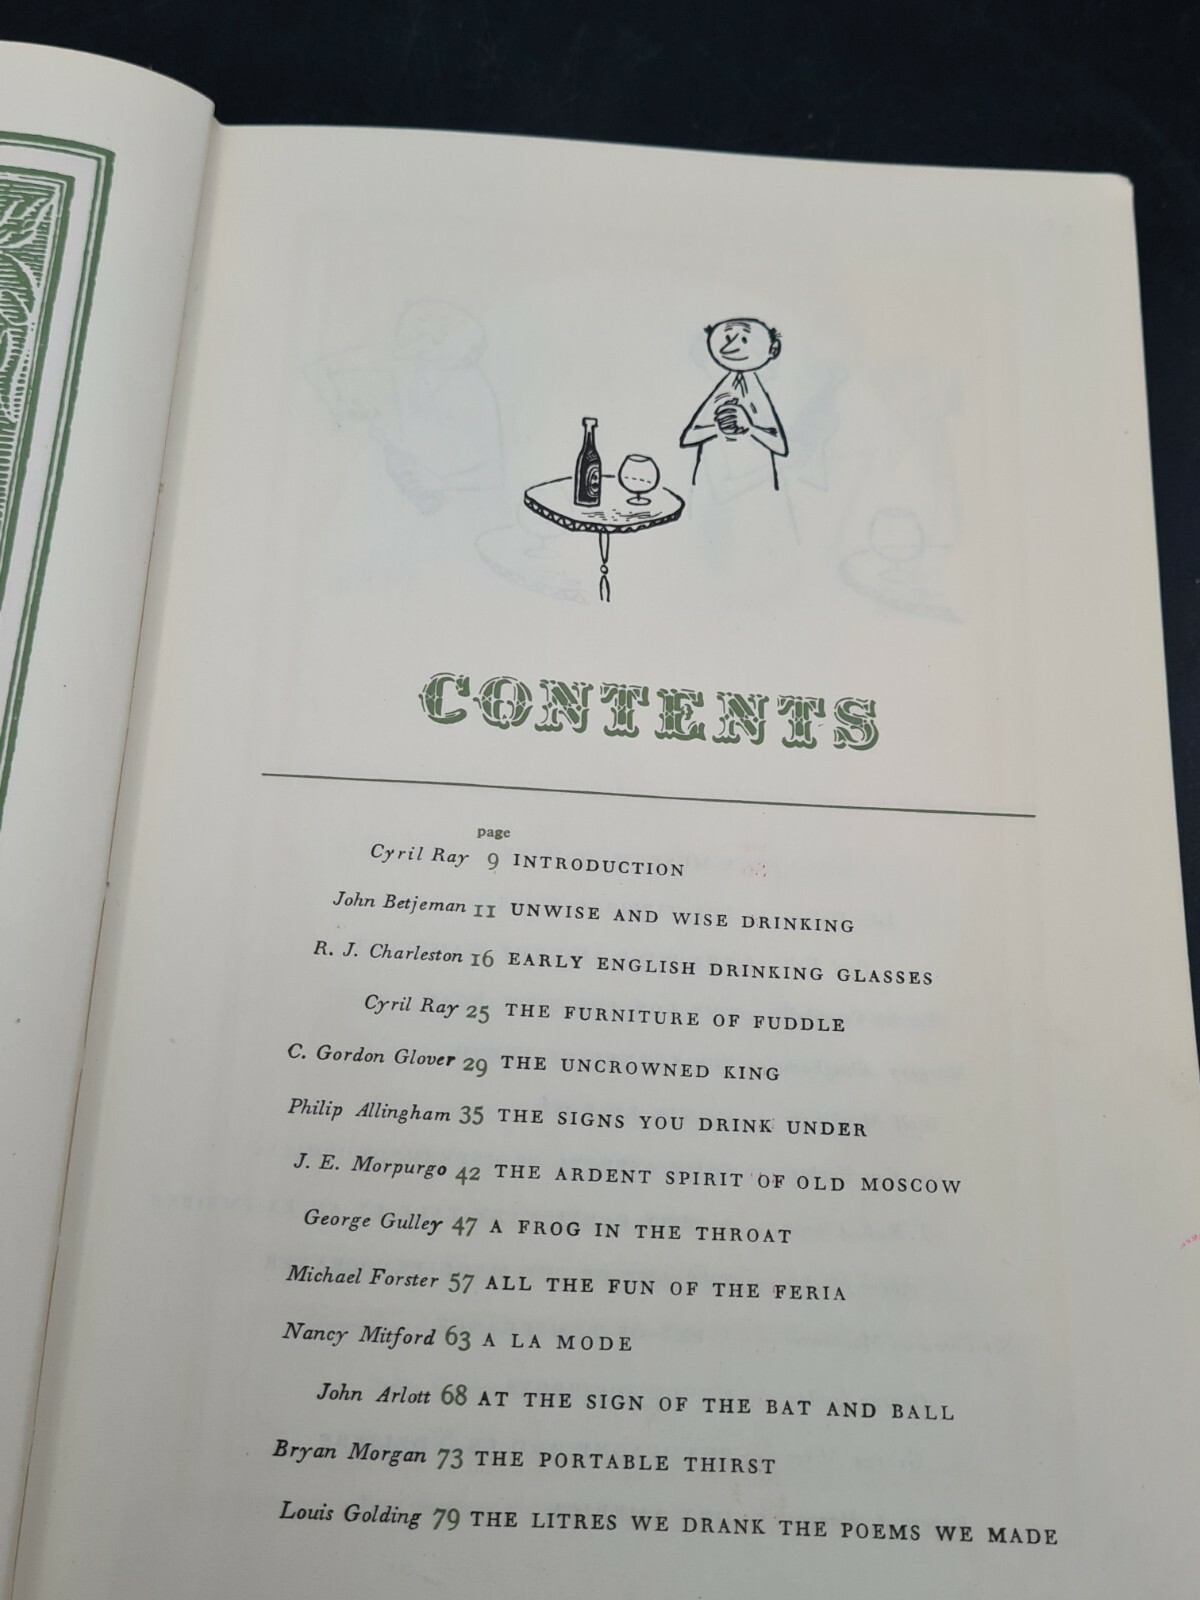 CONTENTS
page
Cyril Ray 9 INTRODUCTION
John Betjeman 11 UNWISE AND WISE DRINKING
R. J. Charleston 16 EARLY ENGLISH DRINKING GLASSES
Cyril Ray 25 THE FURNITURE OF FUDDLE
C. Gordon Glover 29 THE UNCROWNED KING
Philip Allingham 35 THE SIGNS YOU DRINK UNDER
J. E. Morpurgo 42 THE ARDENT SPIRIT OF OLD MOSCOW
George Gulley 47 A FROG IN THE THROAT
Michael Forster 57 ALL THE FUN OF THE FERIA
Nancy Mitford 63 A LA MODE
John Arlott 68 AT THE SIGN OF THE BAT AND BALL
Bryan Morgan 73 THE PORTABLE THIRST
Louis Golding 79 THE LITRES WE DRANK THE POEMS WE MADE